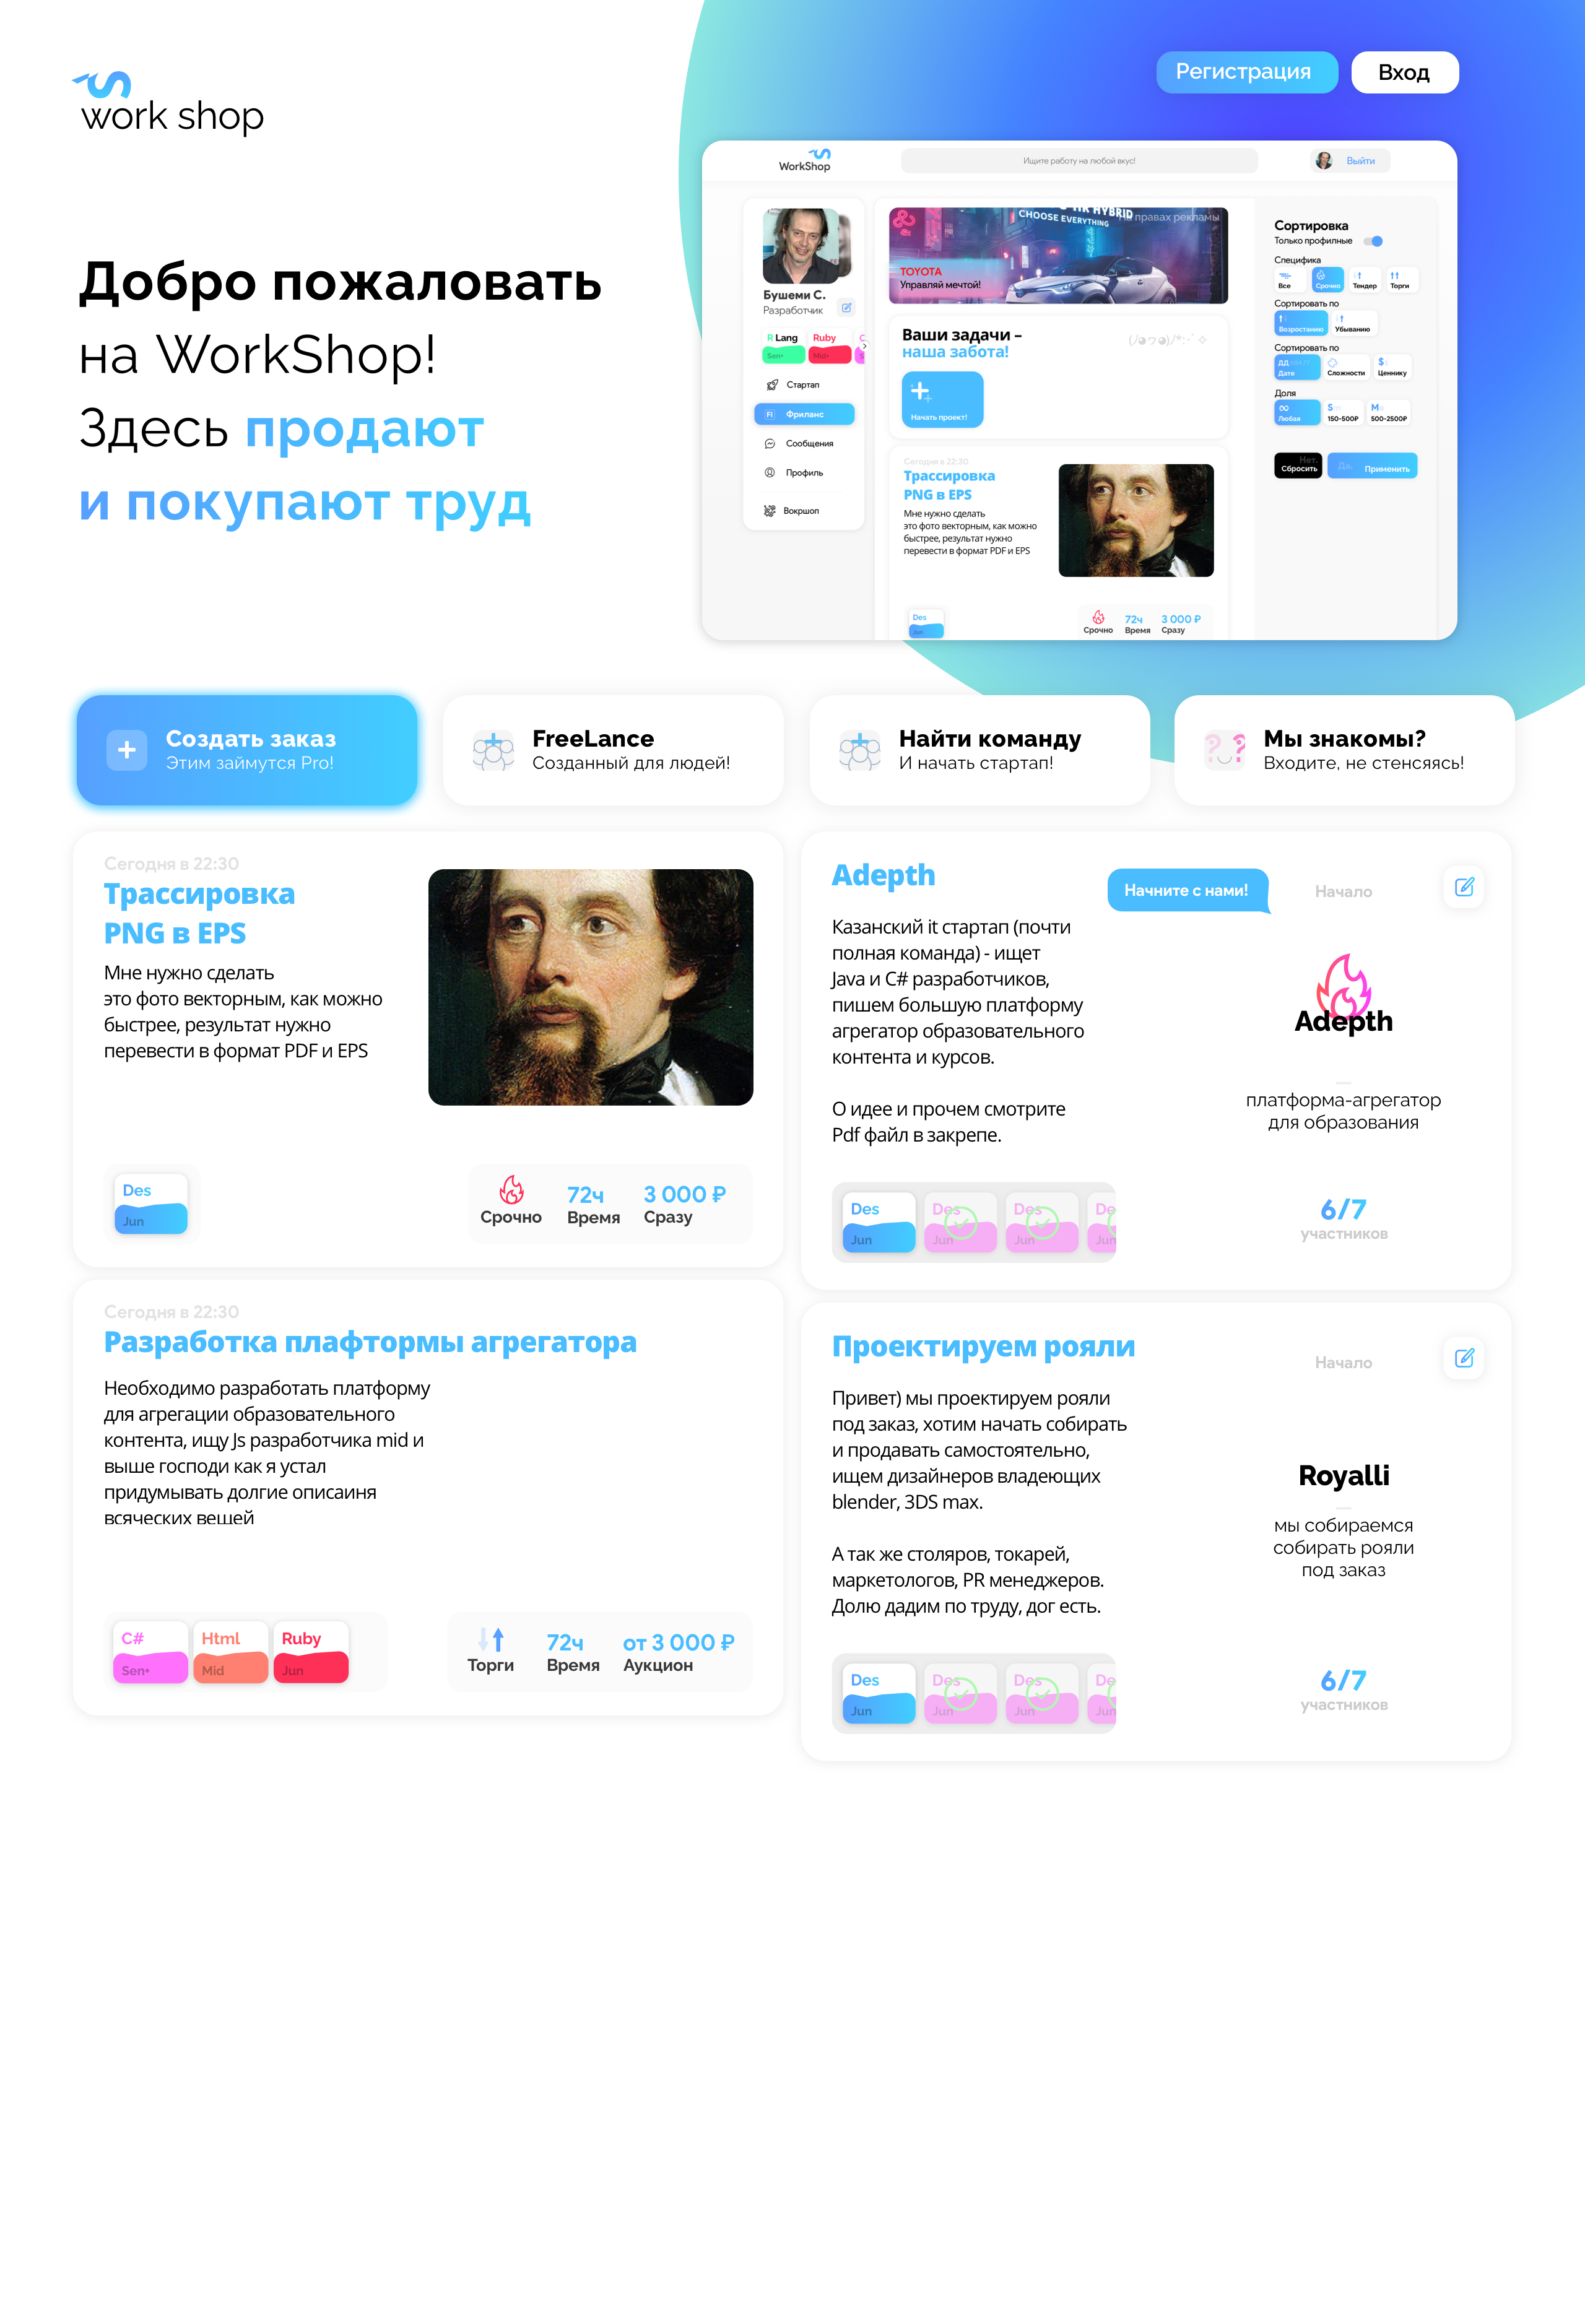 work shop
Регистрация
Вход
Добро пожаловать
на WorkShop!
Здесь продают
и покупают труд
WorkShop
Ищите работу на любой вкус!
Выйти
Бушеми С.
Разработчик
R Lang
Sen+
Ruby
Mid+
Стартап
Fl
Фриланс
Сообщения
Профиль
Вокршоп
HYBRID
CHOOSE EVERYTHING
правах рекламы
TOYOTA
Управляй мечтой!
Ваши задачи –
наша забота!
(ﾉ◕ヮ◕)ﾉ*:･ﾟ✧
Начать проект!
Сегодня в 22:30
Трассировка
PNG в EPS
Мне нужно сделать
это фото векторным, как можно
быстрее, результат нужно
перевести в формат PDF и EPS
Des
Jun
Срочно
72ч
Время
3 000 ₽
Сразу
Сортировка
Только профилные
Специфика
Все
Срочно
Тендер
Торги
Сортировать по
Возростанию
Убыванию
Сортировать по
ДД
Дате
Сложности
$
Ценнику
Доля
∞
Любая
S
150-500₽
M
500-2500₽
Нет.
Сбросить
Да.
Применить
Создать заказ
Этим займутся Pro!
FreeLance
Созданный для людей!
Найти команду
И начать стартап!
? ?
Мы знакомы?
Входите, не стенсяясь!
Сегодня в 22:30
Трассировка
PNG в EPS
Мне нужно сделать
это фото векторным, как можно
быстрее, результат нужно
перевести в формат PDF и EPS
Des
Jun
Срочно
72ч
Время
3 000 ₽
Сразу
Adepth
Начните с нами!
Начало
Казанский it стартап (почти
полная команда) - ищет
Java и C# разработчиков,
пишем большую платформу
агрегатор образовательного
контента и курсов.
О идее и прочем смотрите
Pdf файл в закрепе.
Adepth
платформа-агрегатор
для образования
Des
Jun
Des
Jun
Des
Jun
De
Jun
6/7
участников
Сегодня в 22:30
Разработка плафтормы агрегатора
Необходимо разработать платформу
для агрегации образовательного
контента, ищу Js разработчика mid и
выше господи как я устал
придумывать долгие описаиня
всяческих вещей
C#
Sen+
Html
Mid
Ruby
Jun
Торги
72ч
Время
от 3 000 ₽
Аукцион
Проектируем рояли
Начало
Привет) мы проектируем рояли
под заказ, хотим начать собирать
и продавать самостоятельно,
ищем дизайнеров владеющих
blender, 3DS max.
А так же столяров, токарей,
маркетологов, PR менеджеров.
Долю дадим по труду, дог есть.
Royalli
мы собираемся
собирать рояли
под заказ
Des
Jun
Des
Jun
Des
Jun
De
Jun
6/7
участников